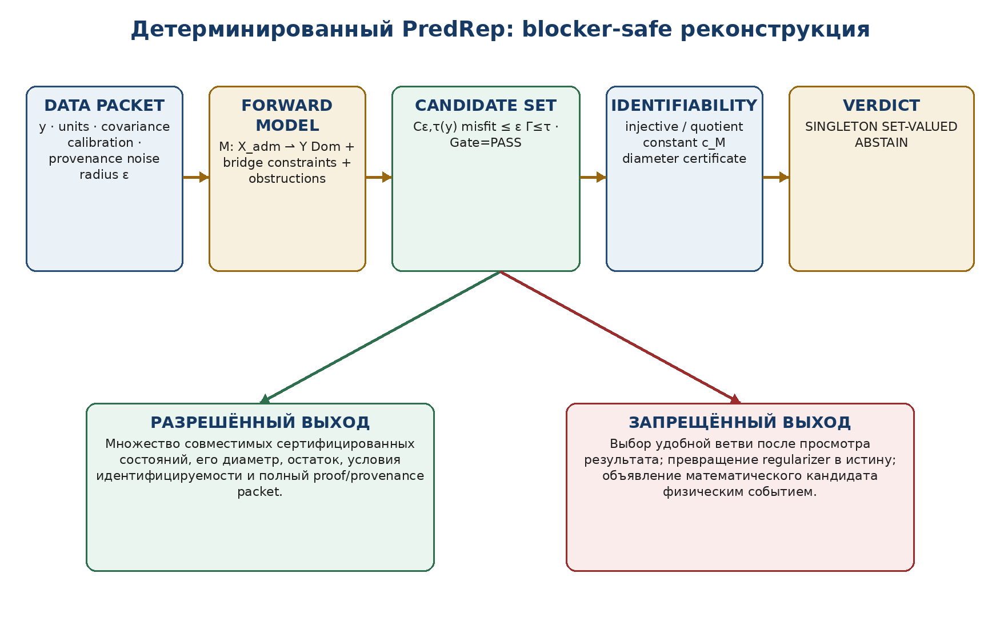 Детерминированный PredRep: blocker-safe реконструкция
DATA PACKET
y · units · covariance
calibration ·
provenance noise
radius ε
FORWARD
MODEL
M: X_adm ⇀ Y Dom +
bridge constraints +
obstructions
CANDIDATE SET
Cε,τ(y) misfit ≤ ε Γ≤τ ·
Gate=PASS
IDENTIFIABILITY
injective / quotient
constant c_M
diameter certificate
VERDICT
SINGLETON SET-VALUED
ABSTAIN
РАЗРЕШЁННЫЙ ВЫХОД
Множество совместимых сертифицированных
состояний, его диаметр, остаток, условия
идентифицируемости и полный proof/provenance
packet.
ЗАПРЕЩЁННЫЙ ВЫХОД
Выбор удобной ветви после просмотра
результата; превращение regularizer в истину;
объявление математического кандидата
физическим событием.